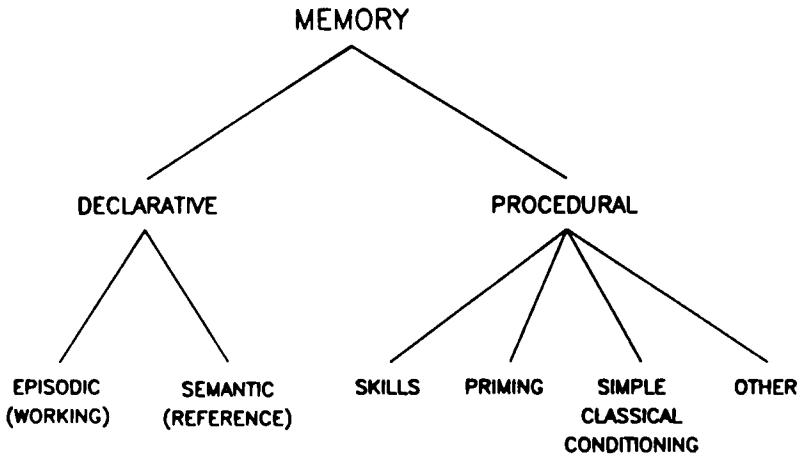 MEMORY
DECLARATIVE
PROCEDURAL
EPISODIC
(WORKING)
SEMANTIC
(REFERENCE)
SKILLS
PRIMING
SIMPLE
CLASSICAL
CONDITIONING
OTHER